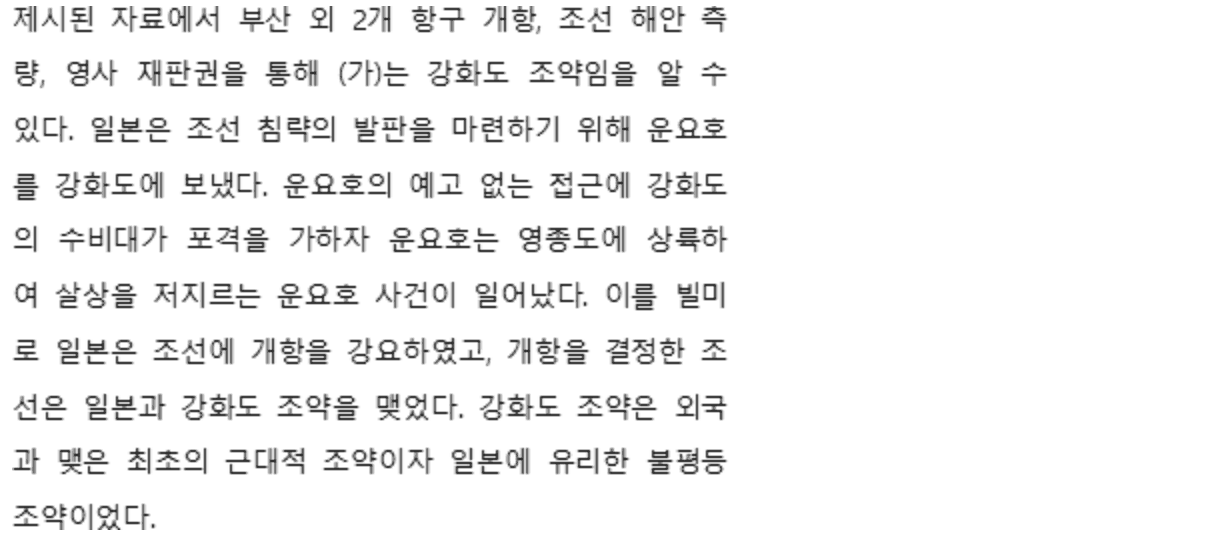 제시된 자료에서 부산 외 2개 항구 개항, 조선 해안 측
량, 영사 재판권을 통해 (가)는 강화도 조약임을 알 수
있다. 일본은 조선 침략의 발판을 마련하기 위해 운요호
를 강화도에 보냈다. 운요호의 예고 없는 접근에 강화도
의 수비대가 포격을 가하자 운요호는 영종도에 상륙하
여 살상을 저지르는 운요호 사건이 일어났다. 이를 빌미
로 일본은 조선에 개항을 강요하였고, 개항을 결정한 조
선은 일본과 강화도 조약을 맺었다. 강화도 조약은 외국
과 맺은 최초의 근대적 조약이자 일본에 유리한 불평등
조약이었다.